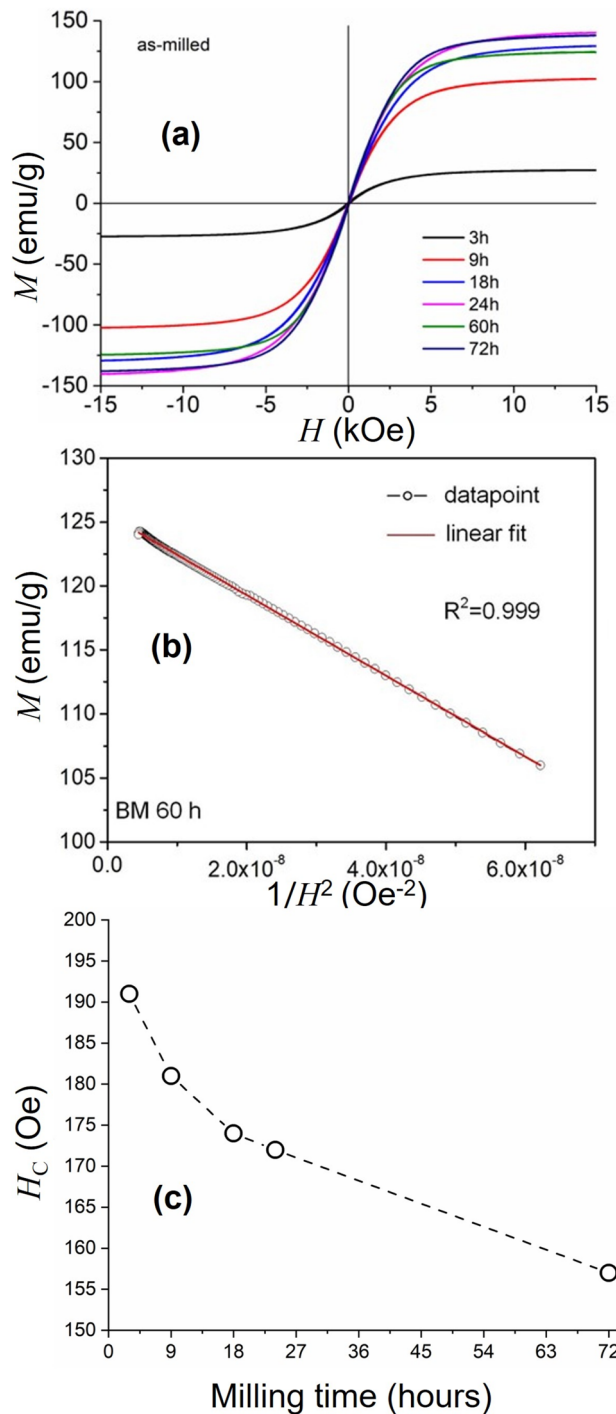 150
as-milled
100
(a)
50
M (emu/g)
0
-50
-100
-150
3h
9h
18h
24h
60h
72h
-15 -10 -5 0 5 10 15
H (kOe)
130
125
120
115
110
105
100
M (emu/g)
datapoint
linear fit
R²=0.999
(b)
BM 60 h
0.0 2.0x10⁻⁸ 4.0x10⁻⁸ 6.0x10⁻⁸
1/H² (Oe⁻²)
200
195
190
185
180
175
170
165
160
155
150
H_C (Oe)
(c)
0 9 18 27 36 45 54 63 72
Milling time (hours)